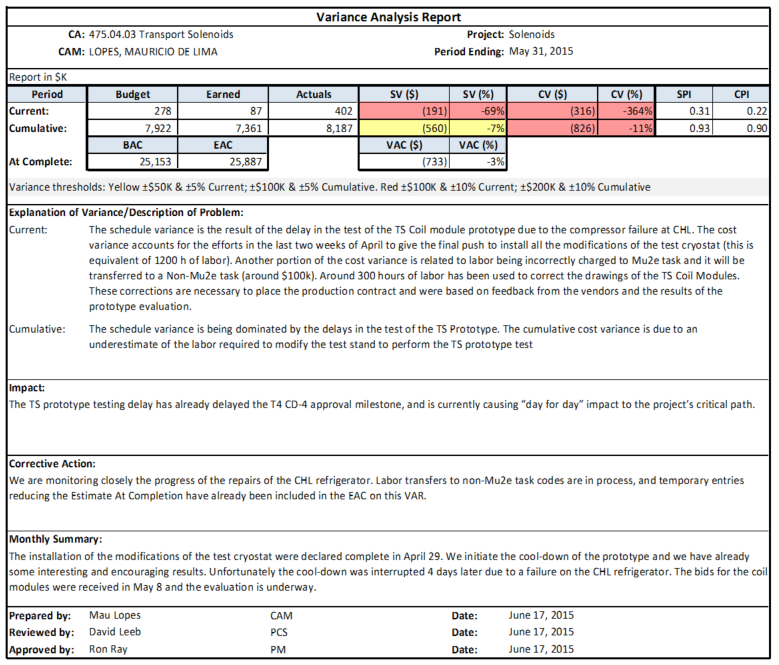 Variance Analysis Report
CA: 475.04.03 Transport Solenoids Project: Solenoids
CAM: LOPES, MAURICIO DE LIMA Period Ending: May 31, 2015
Report in $K
Period Budget Earned Actuals SV ($) SV (%) CV ($) CV (%) SPI CPI
Current: 278 87 402 (191) -69% (316) -364% 0.31 0.22
Cumulative: 7,922 7,361 8,187 (560) -7% (826) -11% 0.93 0.90
BAC EAC VAC ($) VAC (%)
At Complete: 25,153 25,887 (733) -3%
Variance thresholds: Yellow ±$50K & ±5% Current; ±$100K & ±5% Cumulative. Red ±$100K & ±10% Current; ±$200K & ±10% Cumulative
Explanation of Variance/Description of Problem:
Current: The schedule variance is the result of the delay in the test of the TS Coil module prototype due to the compressor failure at CHL. The cost
variance accounts for the efforts in the last two weeks of April to give the final push to install all the modifications of the test cryostat (this is
equivalent of 1200 h of labor). Another portion of the cost variance is related to labor being incorrectly charged to Mu2e task and it will be
transferred to a Non-Mu2e task (around $100k). Around 300 hours of labor has been used to correct the drawings of the TS Coil Modules.
These corrections are necessary to place the production contract and were based on feedback from the vendors and the results of the
prototype evaluation.
Cumulative: The schedule variance is being dominated by the delays in the test of the TS Prototype. The cumulative cost variance is due to an
underestimate of the labor required to modify the test stand to perform the TS prototype test
Impact:
The TS prototype testing delay has already delayed the T4 CD-4 approval milestone, and is currently causing "day for day" impact to the project's critical path.
Corrective Action:
We are monitoring closely the progress of the repairs of the CHL refrigerator. Labor transfers to non-Mu2e task codes are in process, and temporary entries
reducing the Estimate At Completion have already been included in the EAC on this VAR.
Monthly Summary:
The installation of the modifications of the test cryostat were declared complete in April 29. We initiate the cool-down of the prototype and we have already
some interesting and encouraging results. Unfortunately the cool-down was interrupted 4 days later due to a failure on the CHL refrigerator. The bids for the coil
modules were received in May 8 and the evaluation is underway.
Prepared by: Mau Lopes CAM Date: June 17, 2015
Reviewed by: David Leeb PCS Date: June 17, 2015
Approved by: Ron Ray PM Date: June 17, 2015